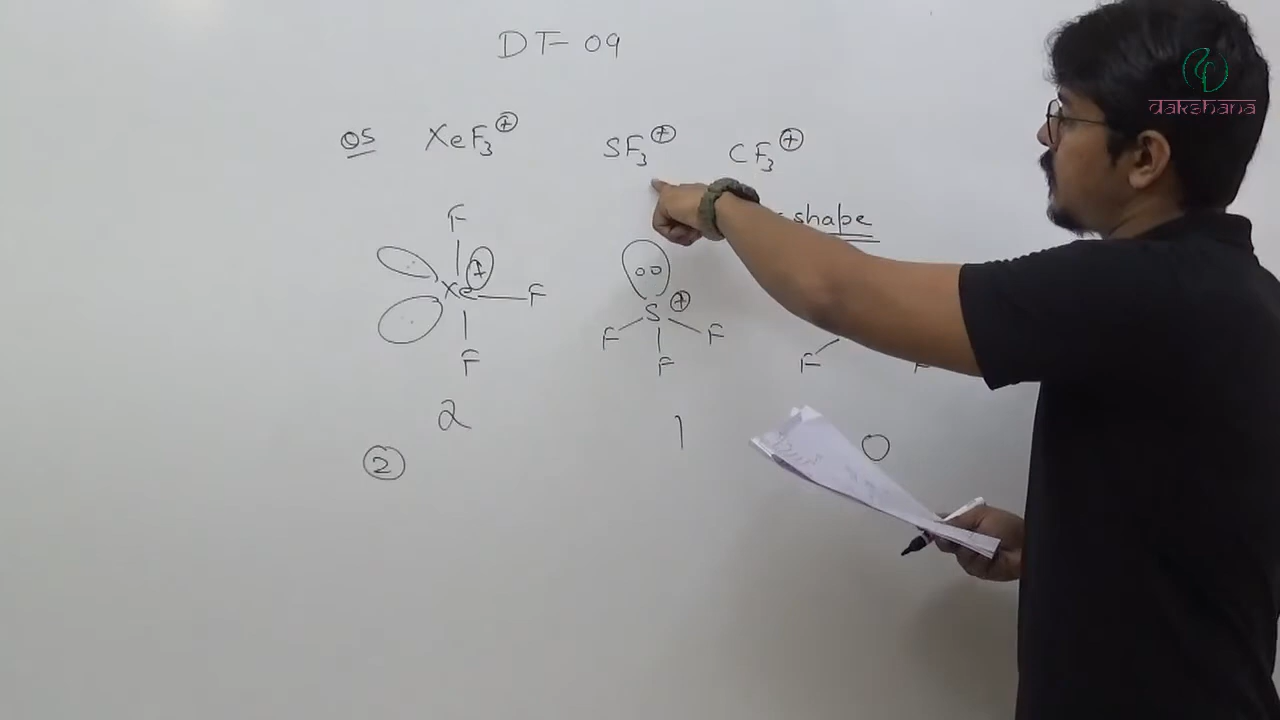 DT-09
dakshana
Q5 XeF3⊕ SF3⊕ CF3⊕
shape
F
Xe⊕ F
F
S⊕
F F F
F F
2 1 0
②